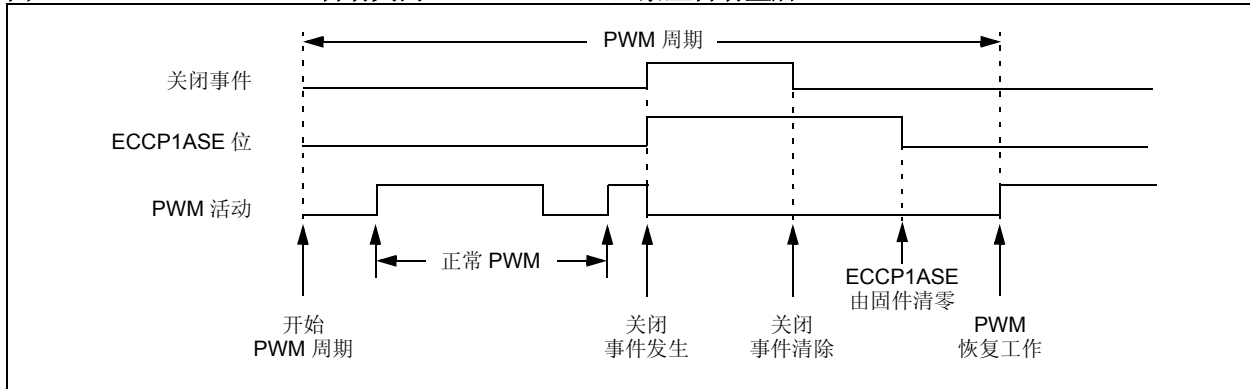 PWM 周期
关闭事件
ECCP1ASE 位
PWM 活动
正常 PWM
ECCP1ASE
由固件清零
开始
PWM 周期
关闭
事件发生
关闭
事件清除
PWM
恢复工作